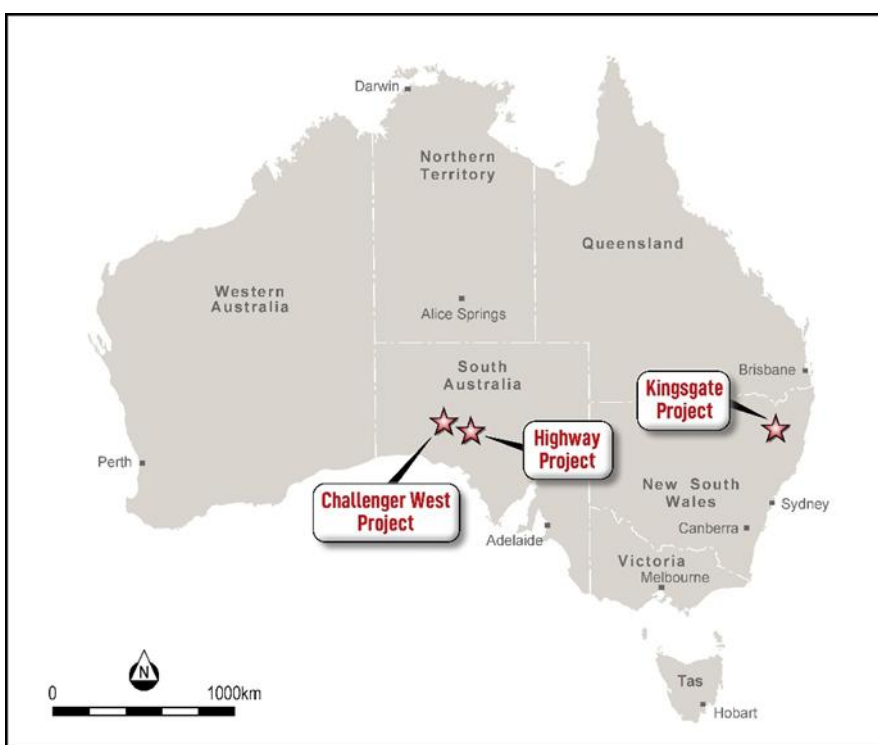 Darwin
Northern
Territory
Queensland
Western
Australia
Alice Springs
South
Australia
Brisbane
Kingsgate
Project
Highway
Project
Perth
Challenger West
Project
New South
Wales
Sydney
Canberra
Adelaide
Victoria
Melbourne
N
0 1000km
Tas
Hobart